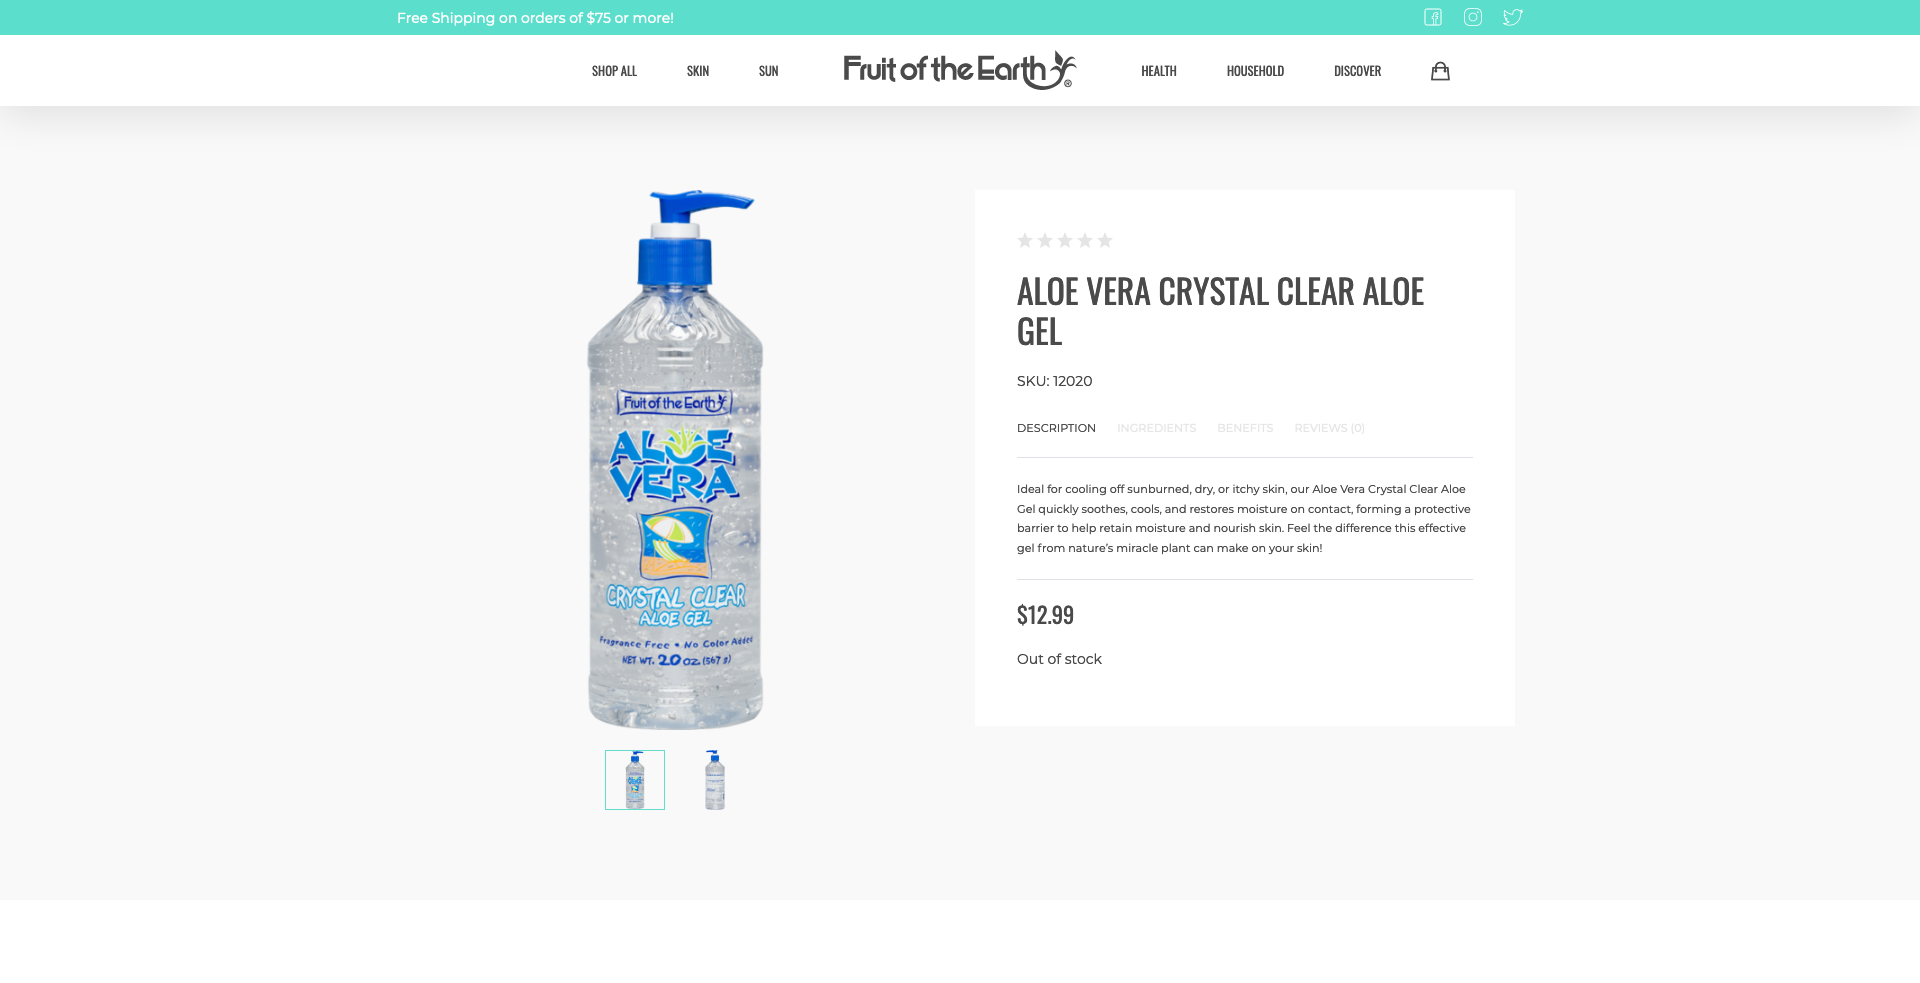 Free Shipping on orders of $75 or more!
SHOP ALL
SKIN
SUN
Fruit of the Earth®
HEALTH
HOUSEHOLD
DISCOVER
Fruit of the Earth
ALOE
VERA
CRYSTAL CLEAR
ALOE GEL
Fragrance Free • No Color Added
NET WT. 20 OZ. (567 g)
ALOE VERA CRYSTAL CLEAR ALOE
GEL
SKU: 12020
DESCRIPTION
INGREDIENTS
BENEFITS
REVIEWS (0)
Ideal for cooling off sunburned, dry, or itchy skin, our Aloe Vera Crystal Clear Aloe
Gel quickly soothes, cools, and restores moisture on contact, forming a protective
barrier to help retain moisture and nourish skin. Feel the difference this effective
gel from nature’s miracle plant can make on your skin!
$12.99
Out of stock